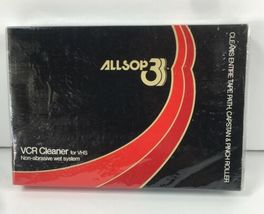 ALLSOP 3
VCR Cleaner for VHS
Non-abrasive wet system
CLEANS ENTIRE TAPE PATH, CAPSTAN & PINCH ROLLER